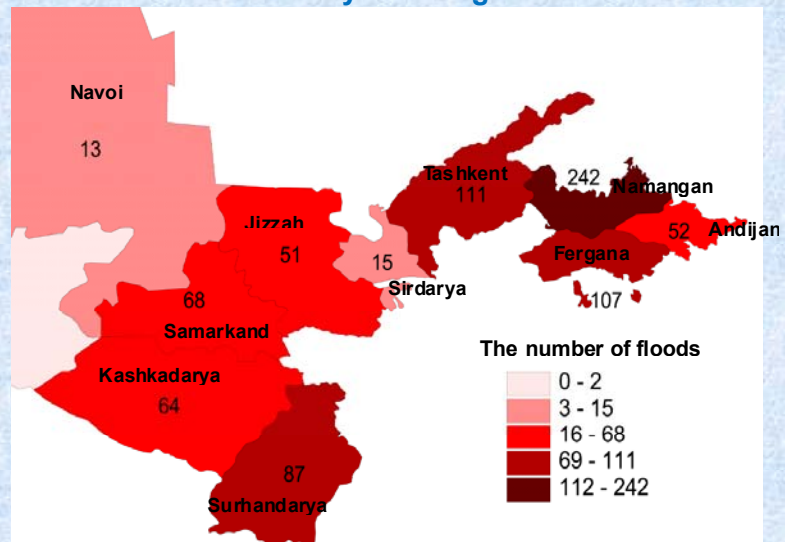 Navoi
13
Tashkent
111
242
Namangan
Jizzah
51
52
Andijan
15
Fergana
Sirdarya
107
68
Samarkand
Kashkadarya
64
87
Surhandarya
The number of floods
0 - 2
3 - 15
16 - 68
69 - 111
112 - 242